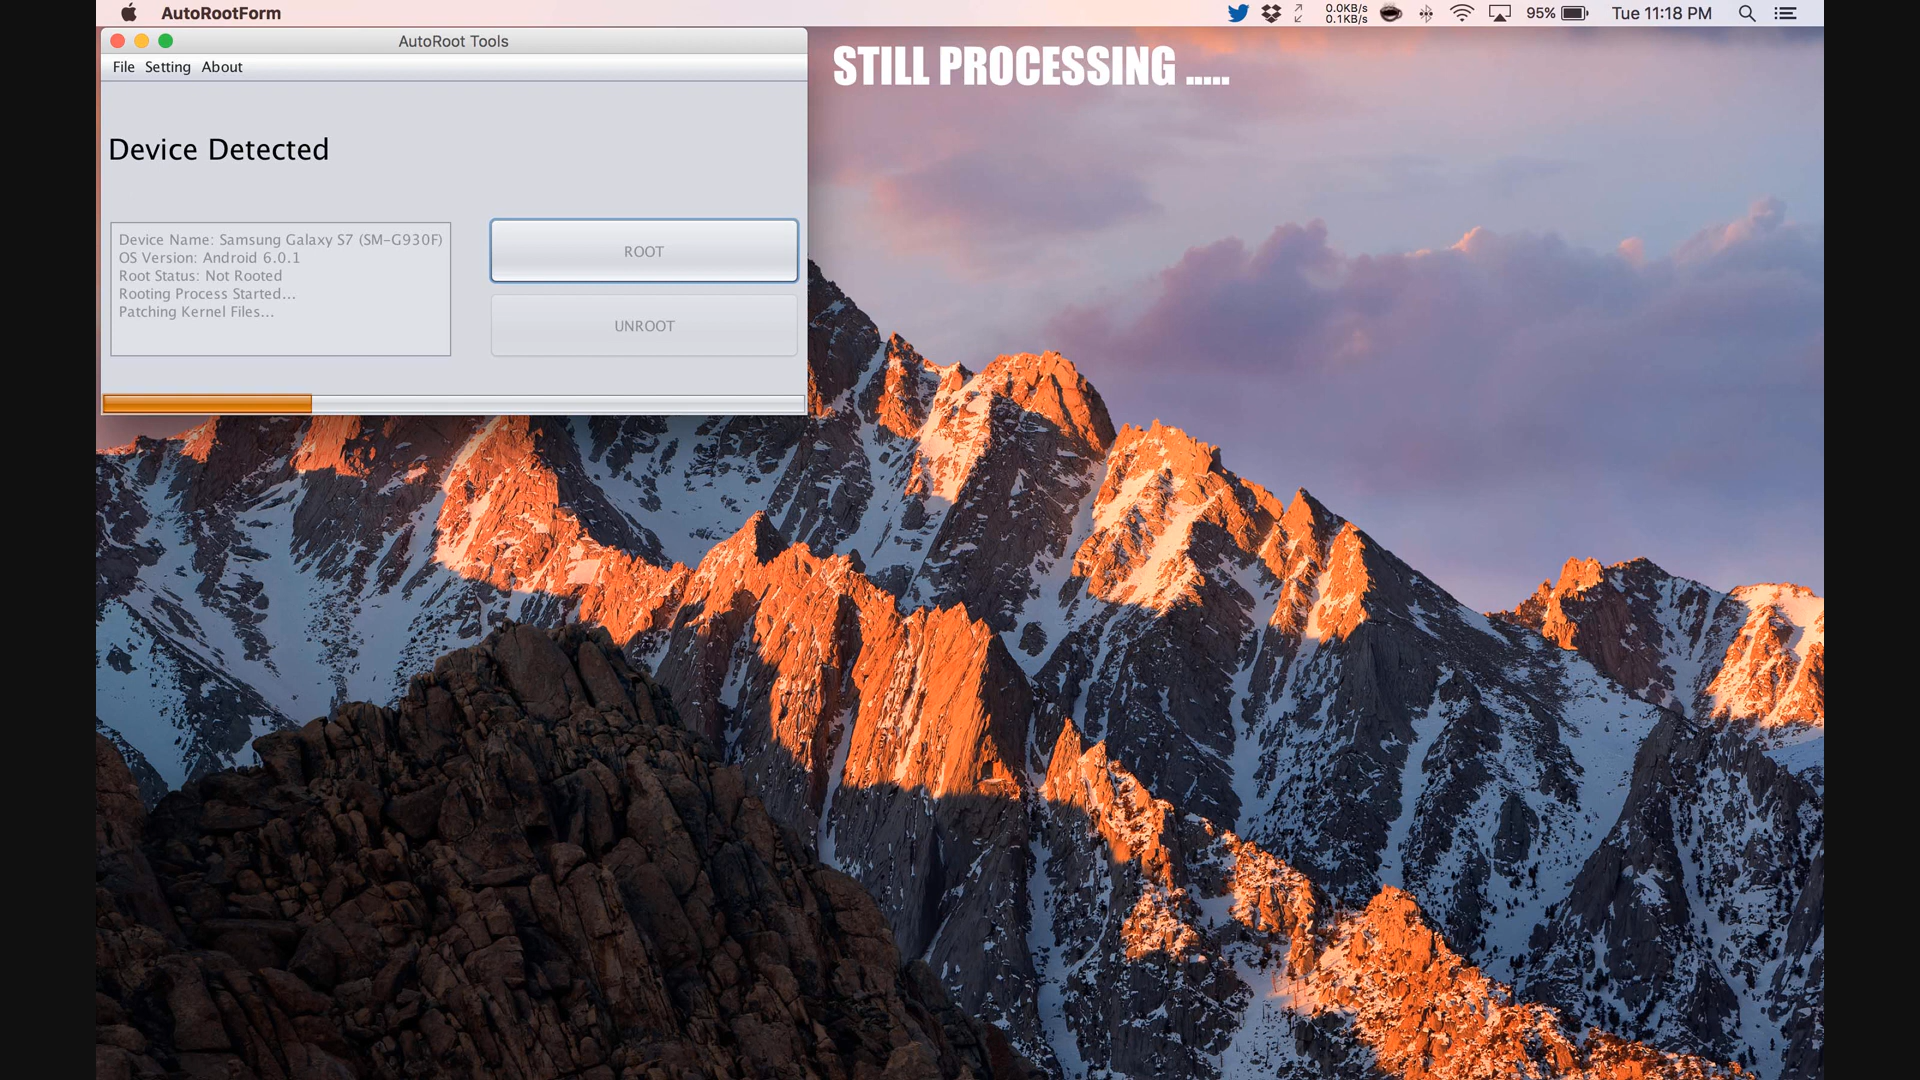 AutoRootForm
0.0KB/s
0.1KB/s
95%
Tue 11:18 PM
AutoRoot Tools
File Setting About
STILL PROCESSING .....
Device Detected
Device Name: Samsung Galaxy S7 (SM-G930F)
OS Version: Android 6.0.1
Root Status: Not Rooted
Rooting Process Started...
Patching Kernel Files...
ROOT
UNROOT